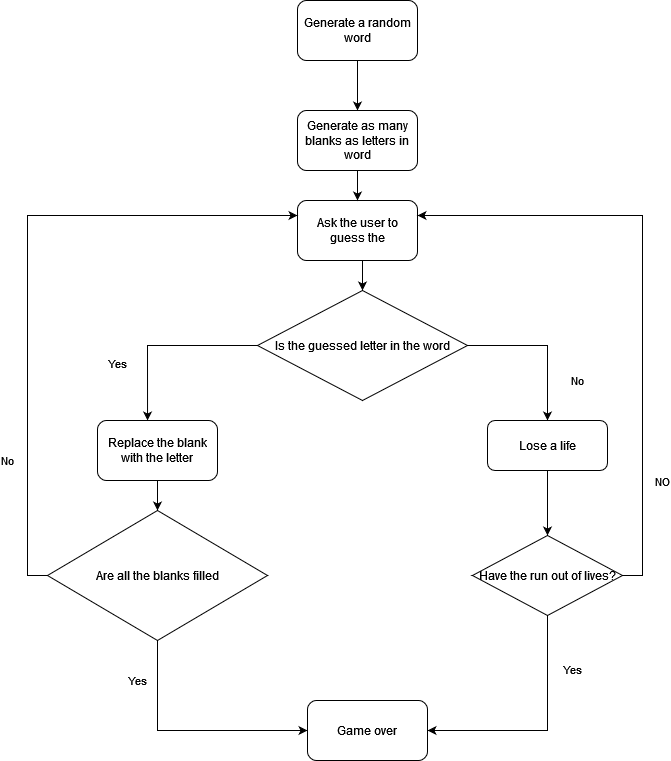 Generate a random
word
Generate as many
blanks as letters in
word
Ask the user to
guess the
Is the guessed letter in the word
Yes
No
Replace the blank
with the letter
Lose a life
No
NO
Are all the blanks filled
Have the run out of lives?
Yes
Yes
Game over